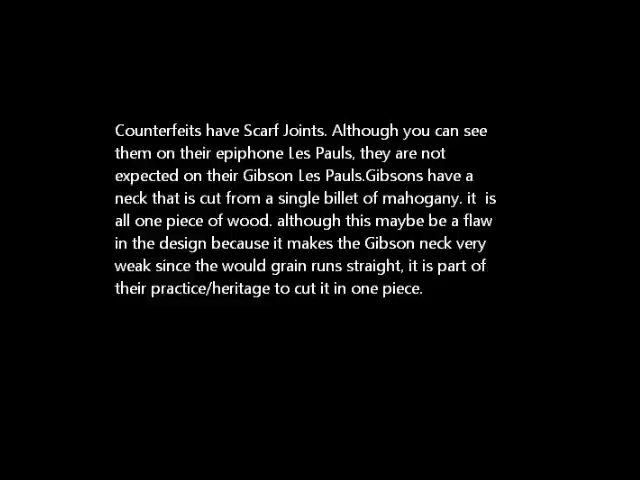 Counterfeits have Scarf Joints. Although you can see
them on their epiphone Les Pauls, they are not
expected on their Gibson Les Pauls.Gibsons have a
neck that is cut from a single billet of mahogany. it  is
all one piece of wood. although this maybe be a flaw
in the design because it makes the Gibson neck very
weak since the would grain runs straight, it is part of
their practice/heritage to cut it in one piece.